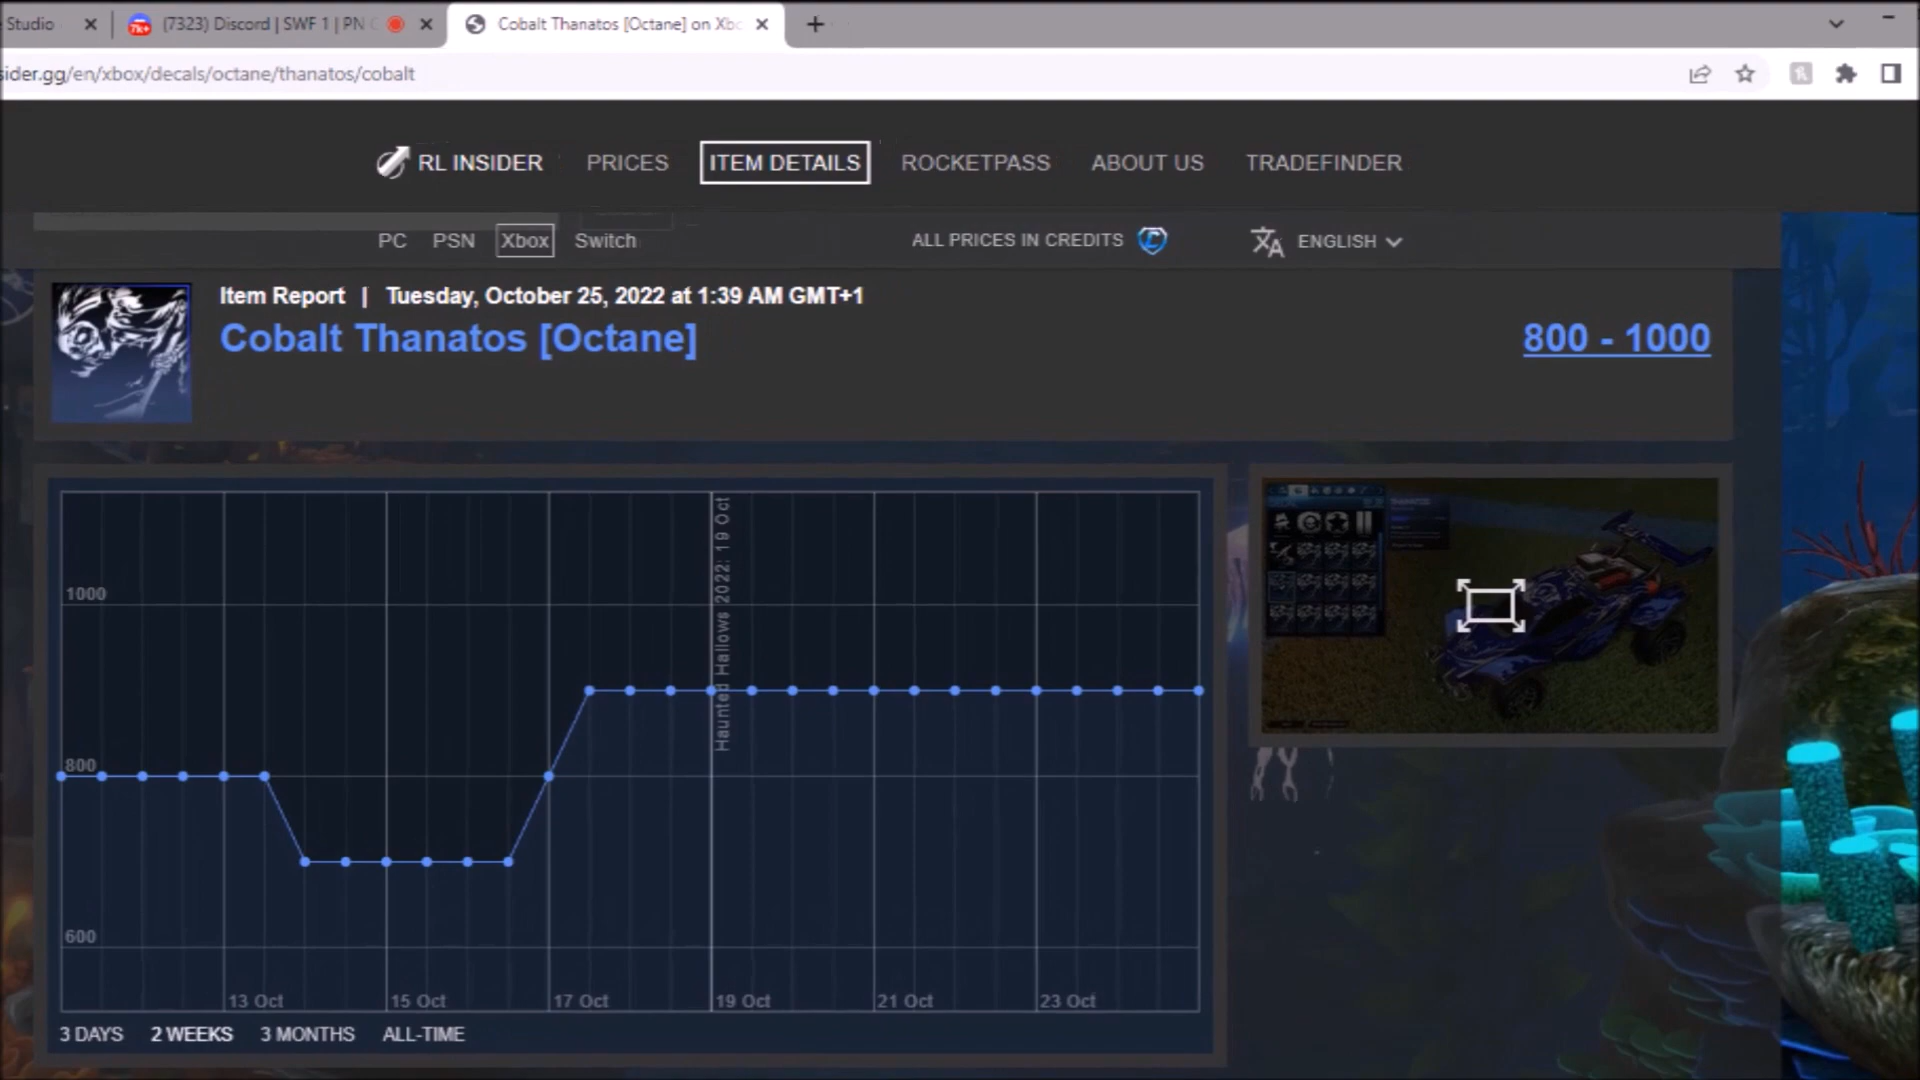 Studio
(7323) Discord | SWF 1 | PN
Cobalt Thanatos [Octane] on Xbc
sider.gg/en/xbox/decals/octane/thanatos/cobalt
RL INSIDER
PRICES
ITEM DETAILS
ROCKETPASS
ABOUT US
TRADEFINDER
PC
PSN
Xbox
Switch
ALL PRICES IN CREDITS
ENGLISH
Item Report | Tuesday, October 25, 2022 at 1:39 AM GMT+1
Cobalt Thanatos [Octane]
800 - 1000
Haunted Hallows 2022: 19 Oct
1000
800
600
13 Oct
15 Oct
17 Oct
19 Oct
21 Oct
23 Oct
3 DAYS
2 WEEKS
3 MONTHS
ALL-TIME